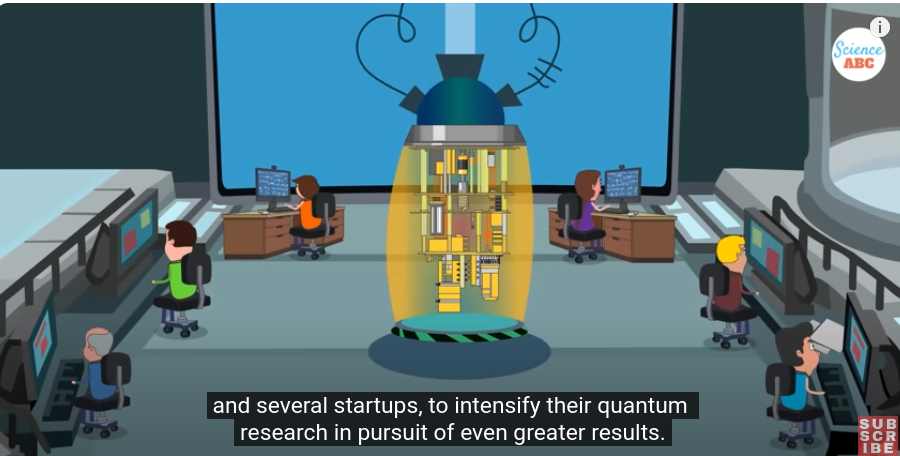 Science
ABC
i
and several startups, to intensify their quantum
research in pursuit of even greater results.
SUB
SCR
IBE